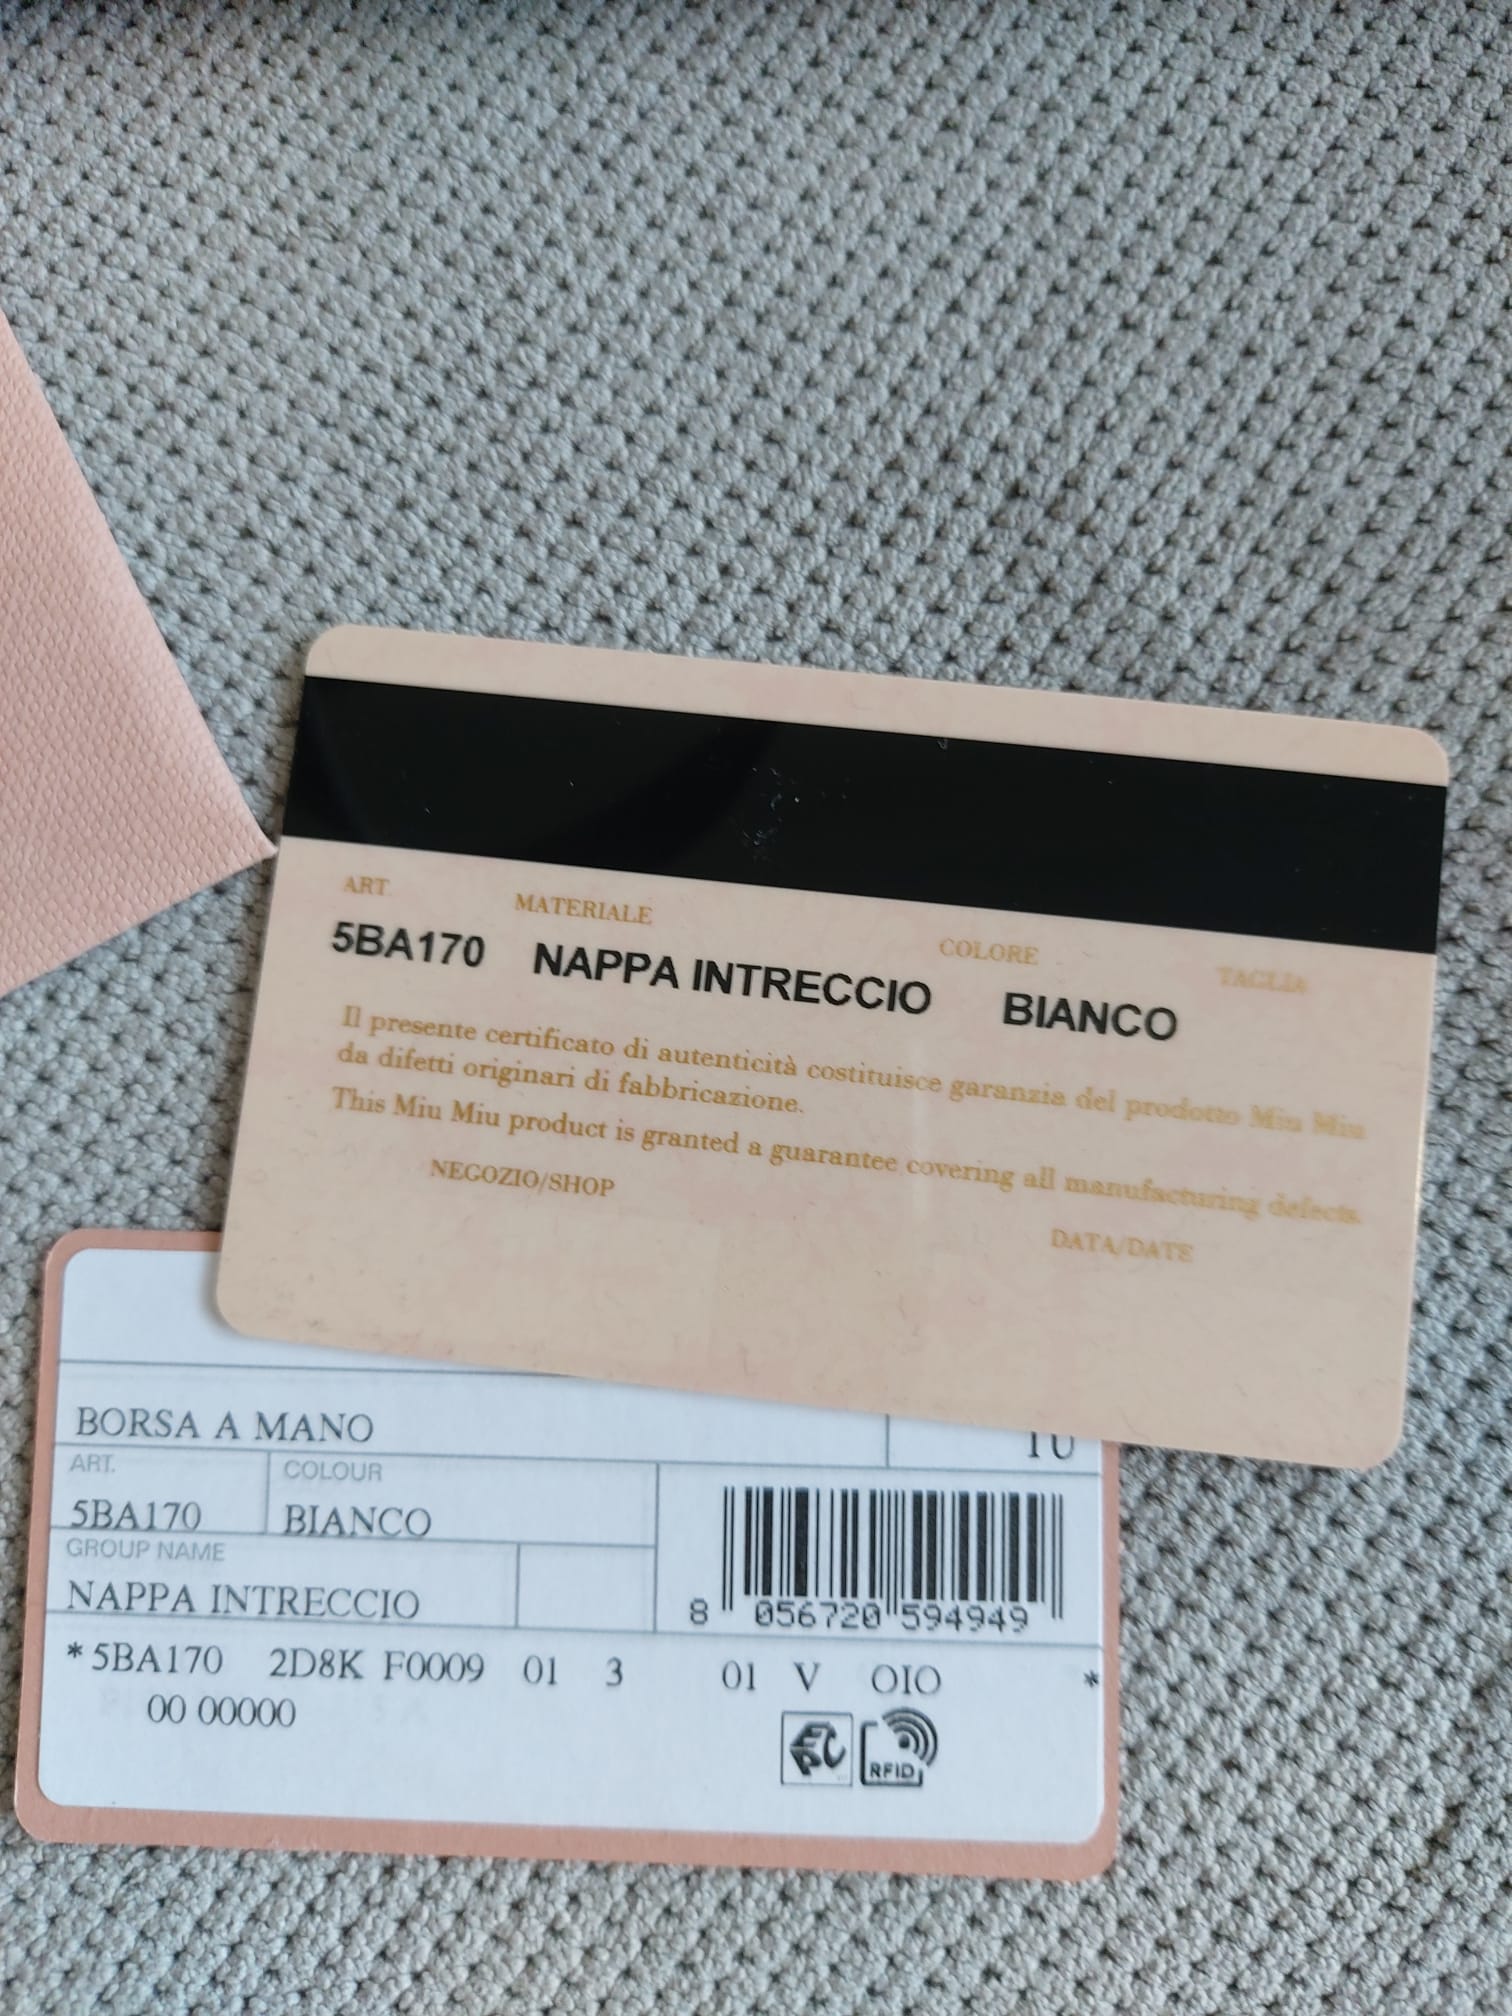 ART MATERIALE COLORE TAGLIA
5BA170 NAPPA INTRECCIO BIANCO
Il presente certificato di autenticità costituisce garanzia del prodotto Miu Miu
da difetti originari di fabbricazione.
This Miu Miu product is granted a guarantee covering all manufacturing defects.
NEGOZIO/SHOP DATA/DATE
BORSA A MANO TU
ART. COLOUR
5BA170 BIANCO
GROUP NAME
NAPPA INTRECCIO
8 056720 594949
*5BA170 2D8K F0009 01 3 01 V OIO *
00 00000
EPC RFID